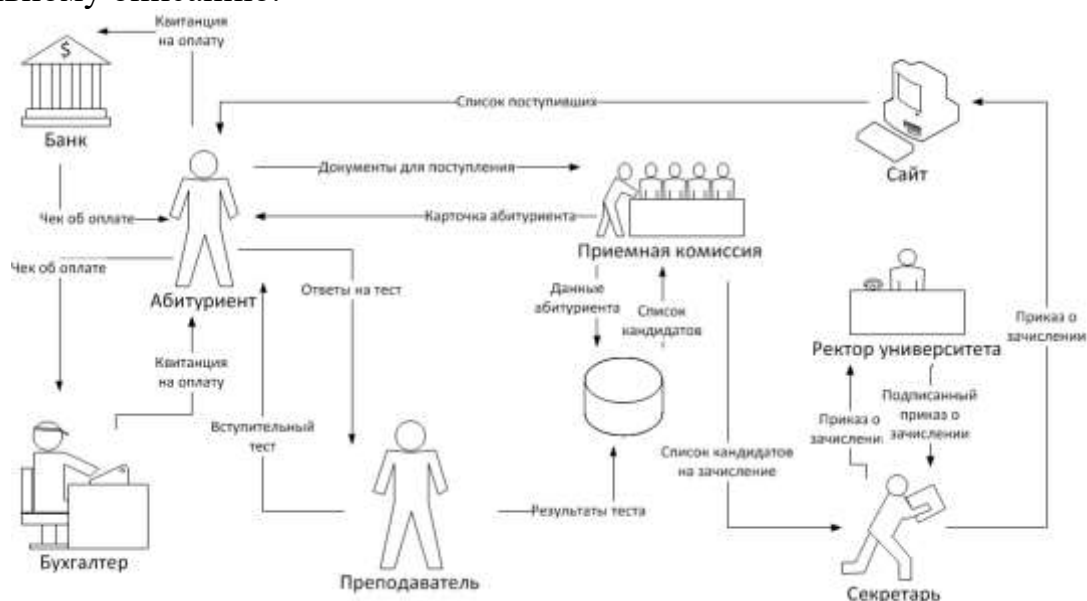 ьному описанию.
Квитанция
на оплату
$
Банк
Список поступивших
Сайт
Документы для поступления
Чек об оплате
Карточка абитуриента
Приемная комиссия
Чек об оплате
Абитуриент
Ответы на тест
Данные
абитуриента
Список
кандидатов
Приказ о
зачислении
Ректор университета
Квитанция
на оплату
Подписанный
приказ о
зачислении
Приказ о
зачислени
Вступительный
тест
Список кандидатов
на зачисление
Результаты теста
Бухгалтер
Преподаватель
Секретарь